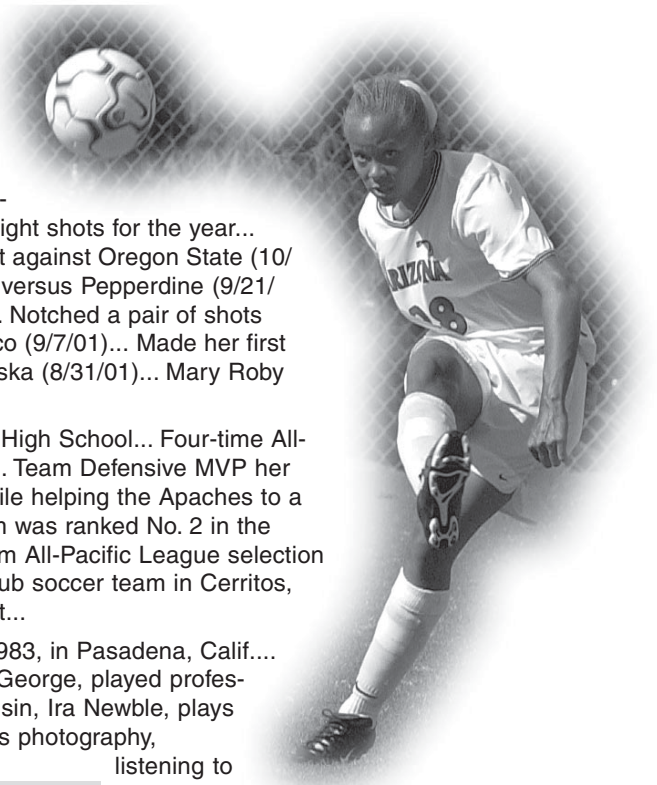 -
ight shots for the year...
t against Oregon State (10/
versus Pepperdine (9/21/
. Notched a pair of shots
co (9/7/01)... Made her first
ska (8/31/01)... Mary Roby
High School... Four-time All-
. Team Defensive MVP her
ile helping the Apaches to a
n was ranked No. 2 in the
m All-Pacific League selection
ub soccer team in Cerritos,
t...
983, in Pasadena, Calif....
George, played profes-
sin, Ira Newble, plays
s photography,
listening to
ARIZONA
28